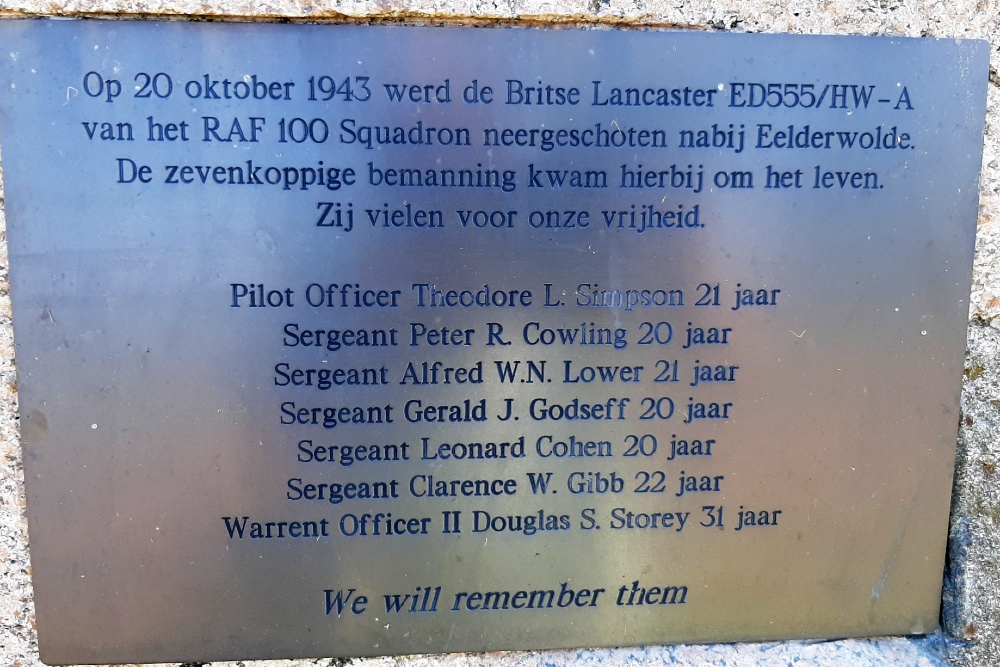 Op 20 oktober 1943 werd de Britse Lancaster ED555/HW-A
van het RAF 100 Squadron neergeschoten nabij Eelderwolde.
De zevenkoppige bemanning kwam hierbij om het leven.
Zij vielen voor onze vrijheid.
Pilot Officer Theodore L. Simpson 21 jaar
Sergeant Peter R. Cowling 20 jaar
Sergeant Alfred W.N. Lower 21 jaar
Sergeant Gerald J. Godseff 20 jaar
Sergeant Leonard Cohen 20 jaar
Sergeant Clarence W. Gibb 22 jaar
Warrent Officer II Douglas S. Storey 31 jaar
We will remember them